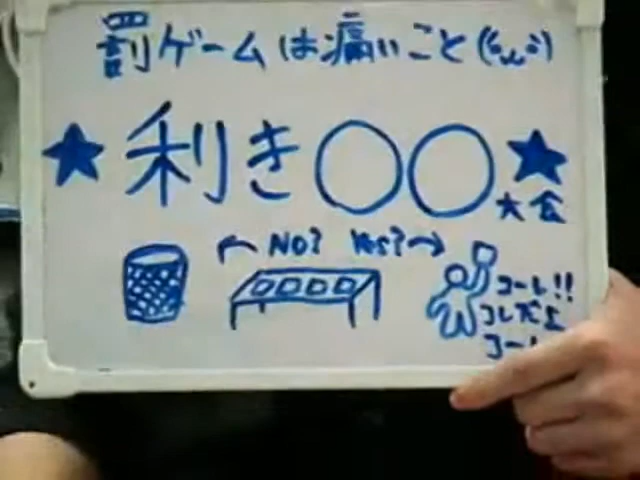 罰ゲームは痛いこと(;ω;)
★利き○○★
大会
←NO? Yes?→
コーレ!!
コレだよ
コーレ